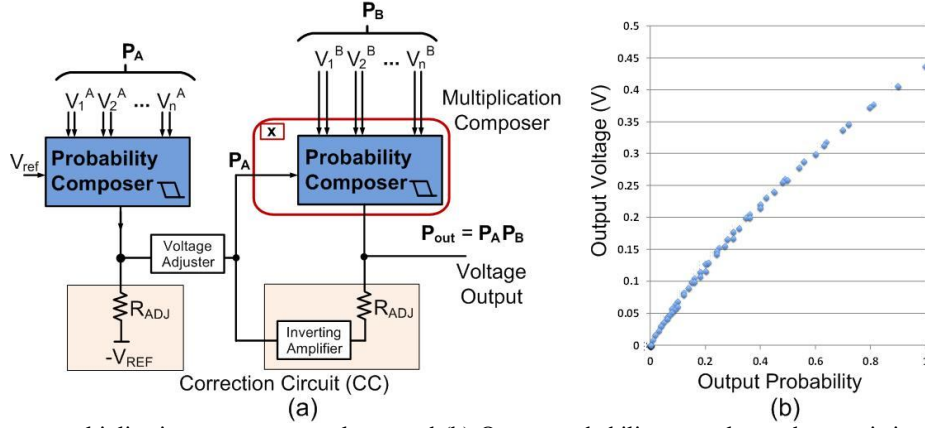 P_A
V_1^A V_2^A ... V_n^A
V_ref
Probability
Composer
Voltage
Adjuster
R_ADJ
-V_REF
P_B
V_1^B V_2^B ... V_n^B
Multiplication
Composer
x
P_A
Probability
Composer
P_out = P_A P_B
Voltage
Output
R_ADJ
Inverting
Amplifier
Correction Circuit (CC)
(a)
Output Voltage (V)
0.5
0.45
0.4
0.35
0.3
0.25
0.2
0.15
0.1
0.05
0
0 0.2 0.4 0.6 0.8 1
Output Probability
(b)